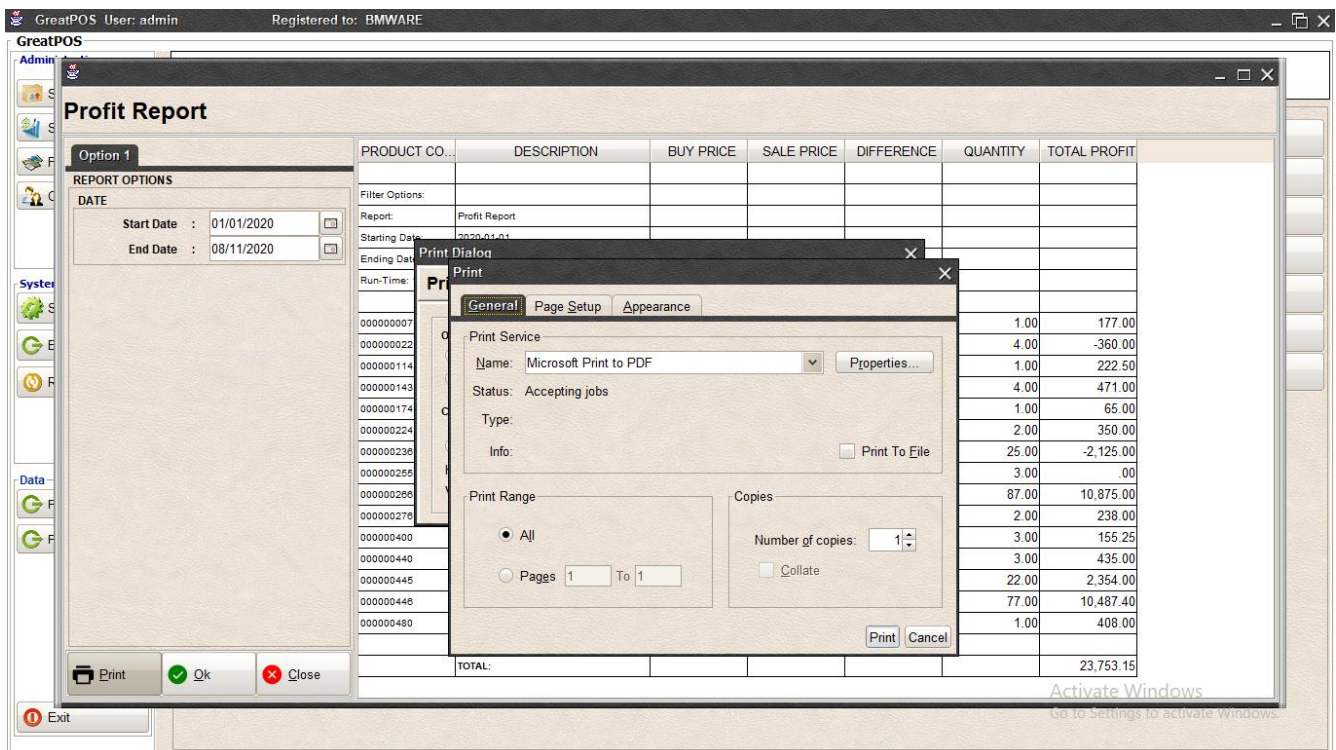 GreatPOS User: admin Registered to: BMWARE
GreatPOS
Admin
Profit Report
Option 1
REPORT OPTIONS
DATE
Start Date : 01/01/2020
End Date : 08/11/2020
PRODUCT CO... DESCRIPTION BUY PRICE SALE PRICE DIFFERENCE QUANTITY TOTAL PROFIT
Filter Options:
Report: Profit Report
Starting Date: 2020-01-01
Ending Dat
Run-Time:
000000007 1.00 177.00
000000022 4.00 -360.00
000000114 1.00 222.50
000000143 4.00 471.00
000000174 1.00 65.00
000000224 2.00 350.00
000000236 25.00 -2,125.00
000000255 3.00 .00
000000266 87.00 10,875.00
000000276 2.00 238.00
000000400 3.00 155.25
000000440 3.00 435.00
000000445 22.00 2,354.00
000000446 77.00 10,487.40
000000480 1.00 408.00
TOTAL: 23,753.15
Print Dialog
Pri
Print
General Page Setup Appearance
Print Service
Name: Microsoft Print to PDF Properties...
Status: Accepting jobs
Type:
Info: Print To File
Print Range
All
Pages 1 To 1
Copies
Number of copies: 1
Collate
Print Cancel
Print Ok Close
System
Data
Exit
Activate Windows
Go to Settings to activate Windows.